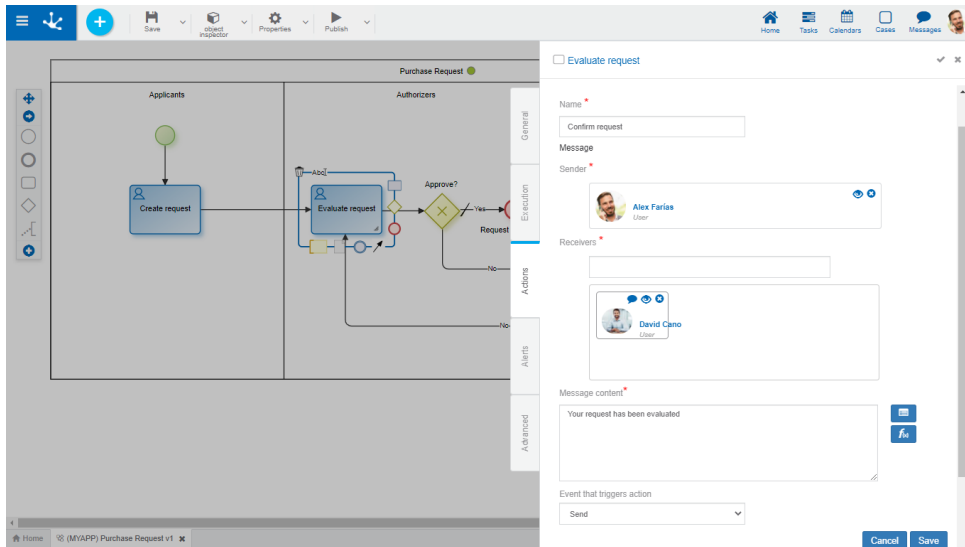 Save
object
inspector
Properties
Publish
Home
Tasks
Calendars
Cases
Messages
Purchase Request
Applicants
Authorizers
Create request
Abc
Evaluate request
Approve?
Yes
Request
No
No
General
Execution
Actions
Alerts
Advanced
Evaluate request
Name *
Confirm request
Message
Sender *
Alex Farías
User
Receivers *
David Cano
User
Message content*
Your request has been evaluated
f(x)
Event that triggers action
Send
Cancel Save
Home (MYAPP) Purchase Request v1